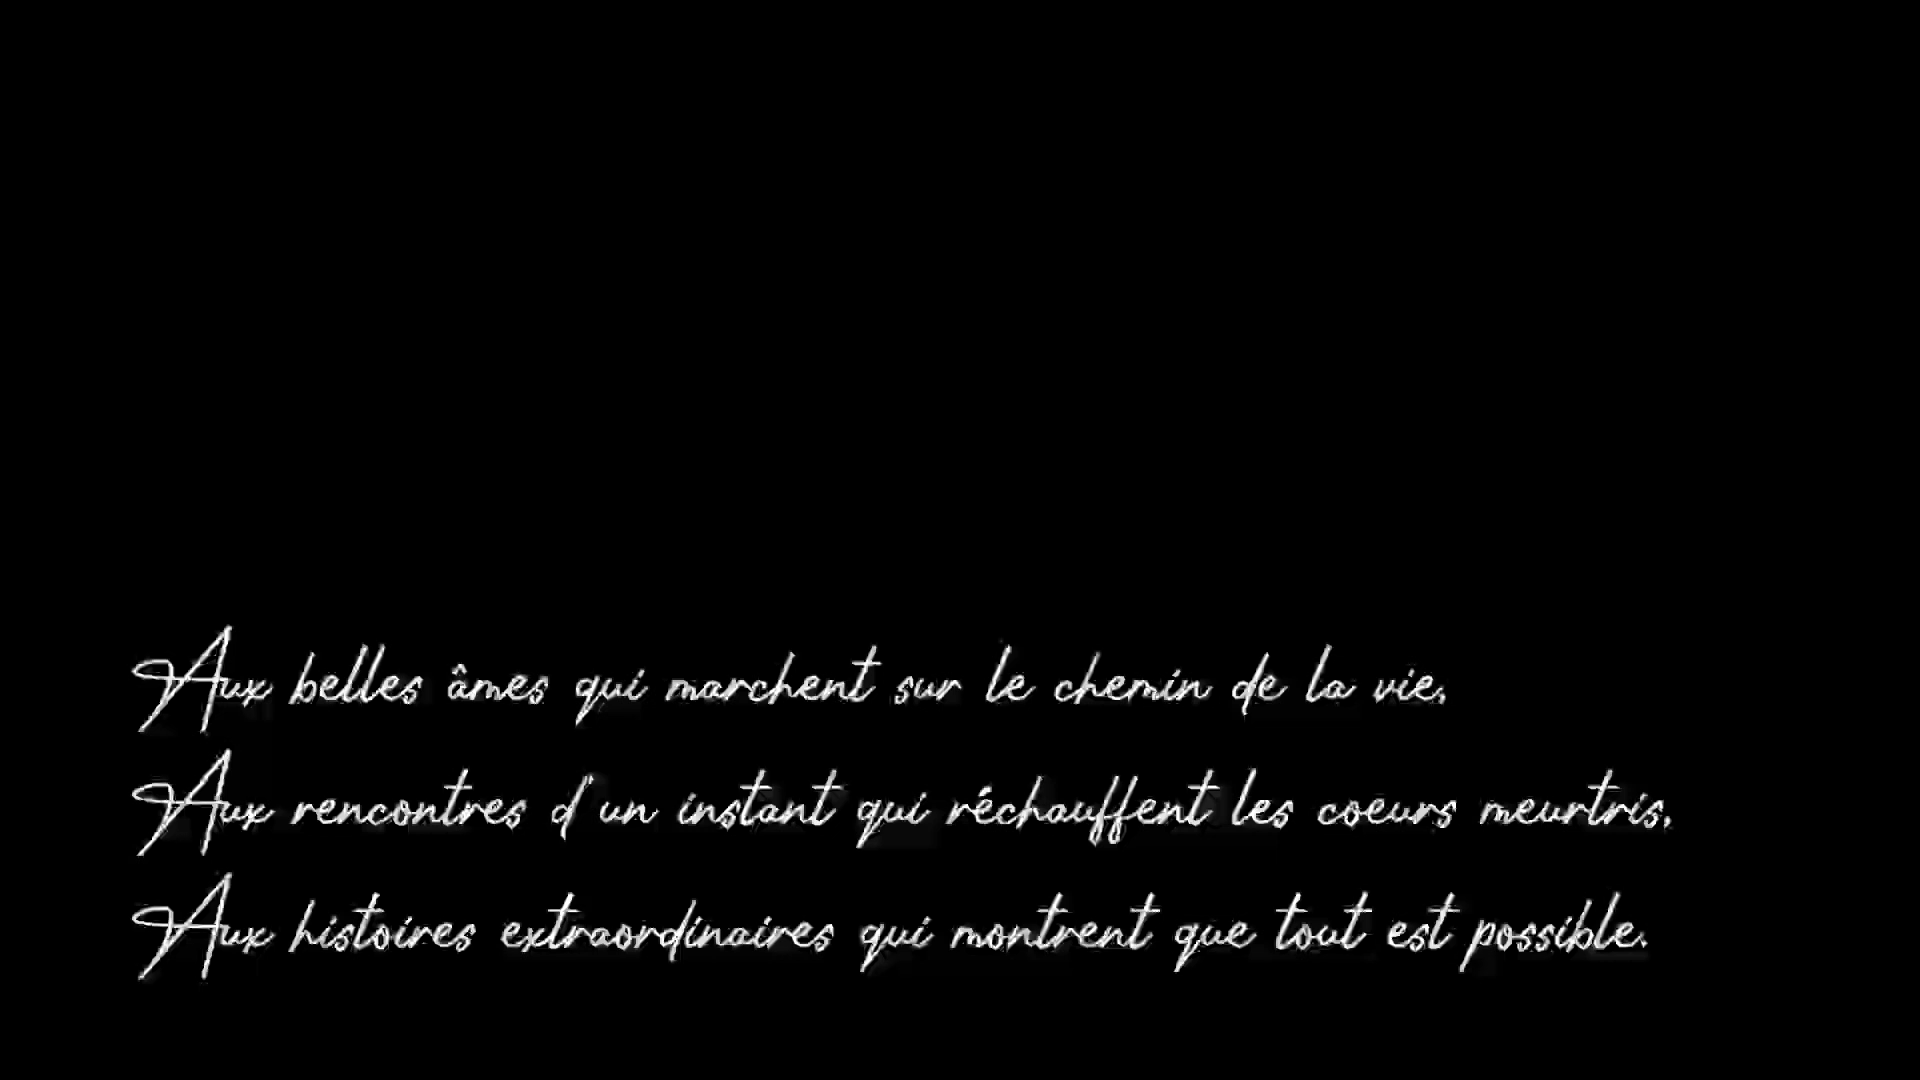 Aux belles âmes qui marchent sur le chemin de la vie,
Aux rencontres d'un instant qui réchauffent les coeurs meurtris,
Aux histoires extraordinaires qui montrent que tout est possible.